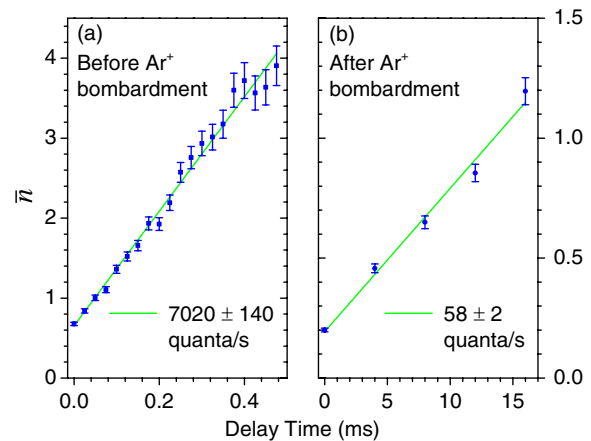 (a)
Before Ar⁺
bombardment
(b)
After Ar⁺
bombardment
4
3
2
1
0
n̅
7020 ± 140
quanta/s
58 ± 2
quanta/s
1.5
1.0
0.5
0.0
0.0 0.2 0.4
0 5 10 15
Delay Time (ms)